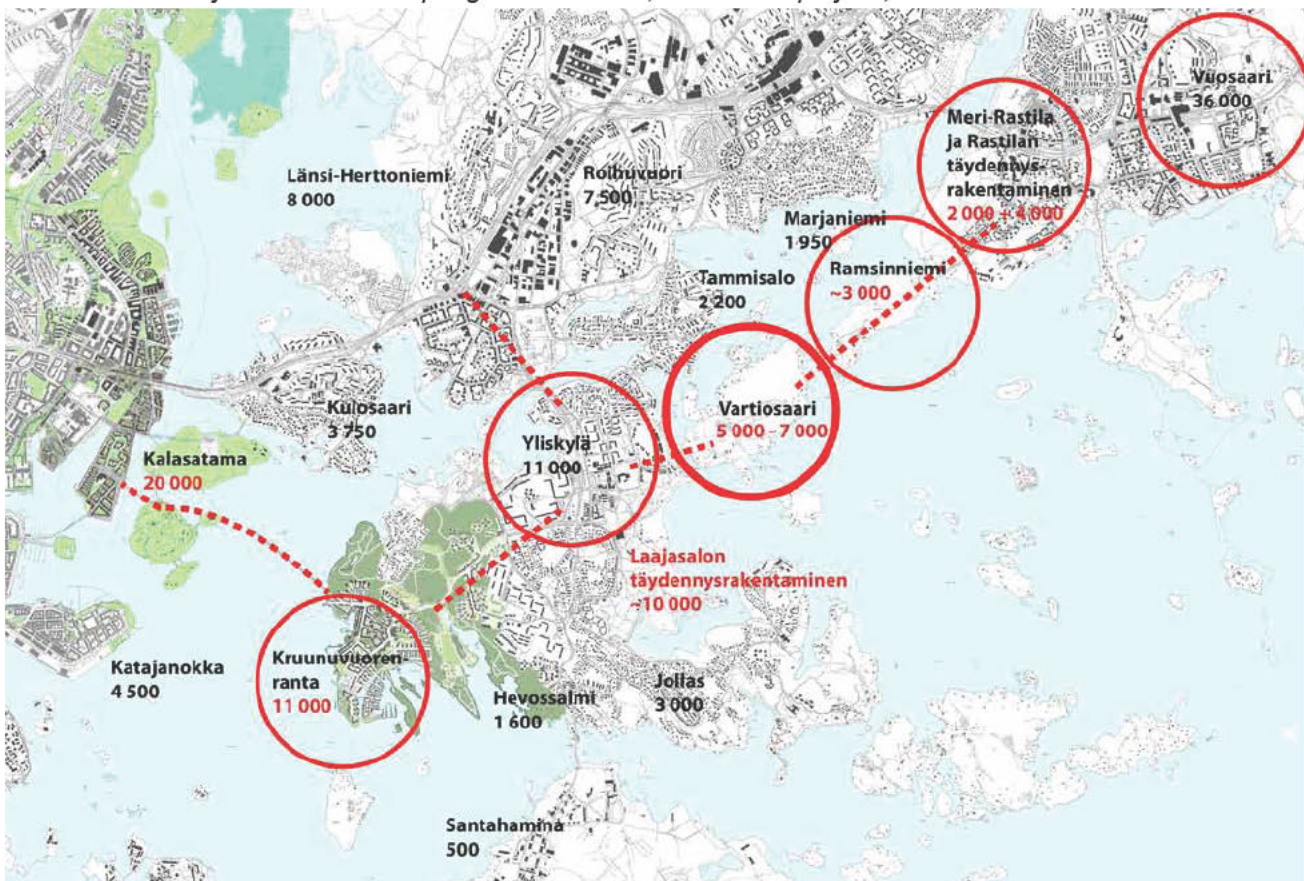 Vuosaari
36 000
Meri-Rastila
ja Rastilan
täydennys-
rakentaminen
2 000 + 4 000
Länsi-Herttoniemi
8 000
Roihuvuori
7 500
Marjaniemi
1 950
Ramsinniemi
~3 000
Tammisalo
2 200
Kulosaari
3 750
Yliskylä
11 000
Vartiosaari
5 000 - 7 000
Kalasatama
20 000
Laajasalon
täydennysrakentaminen
~10 000
Katajanokka
4 500
Kruunuvuoren-
ranta
11 000
Hevossalmi
1 600
Jollas
3 000
Santahamina
500